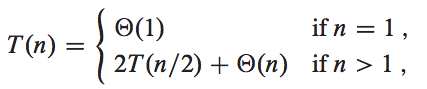 T(n) = { Θ(1) if n = 1 ,
2T(n/2) + Θ(n) if n > 1 ,